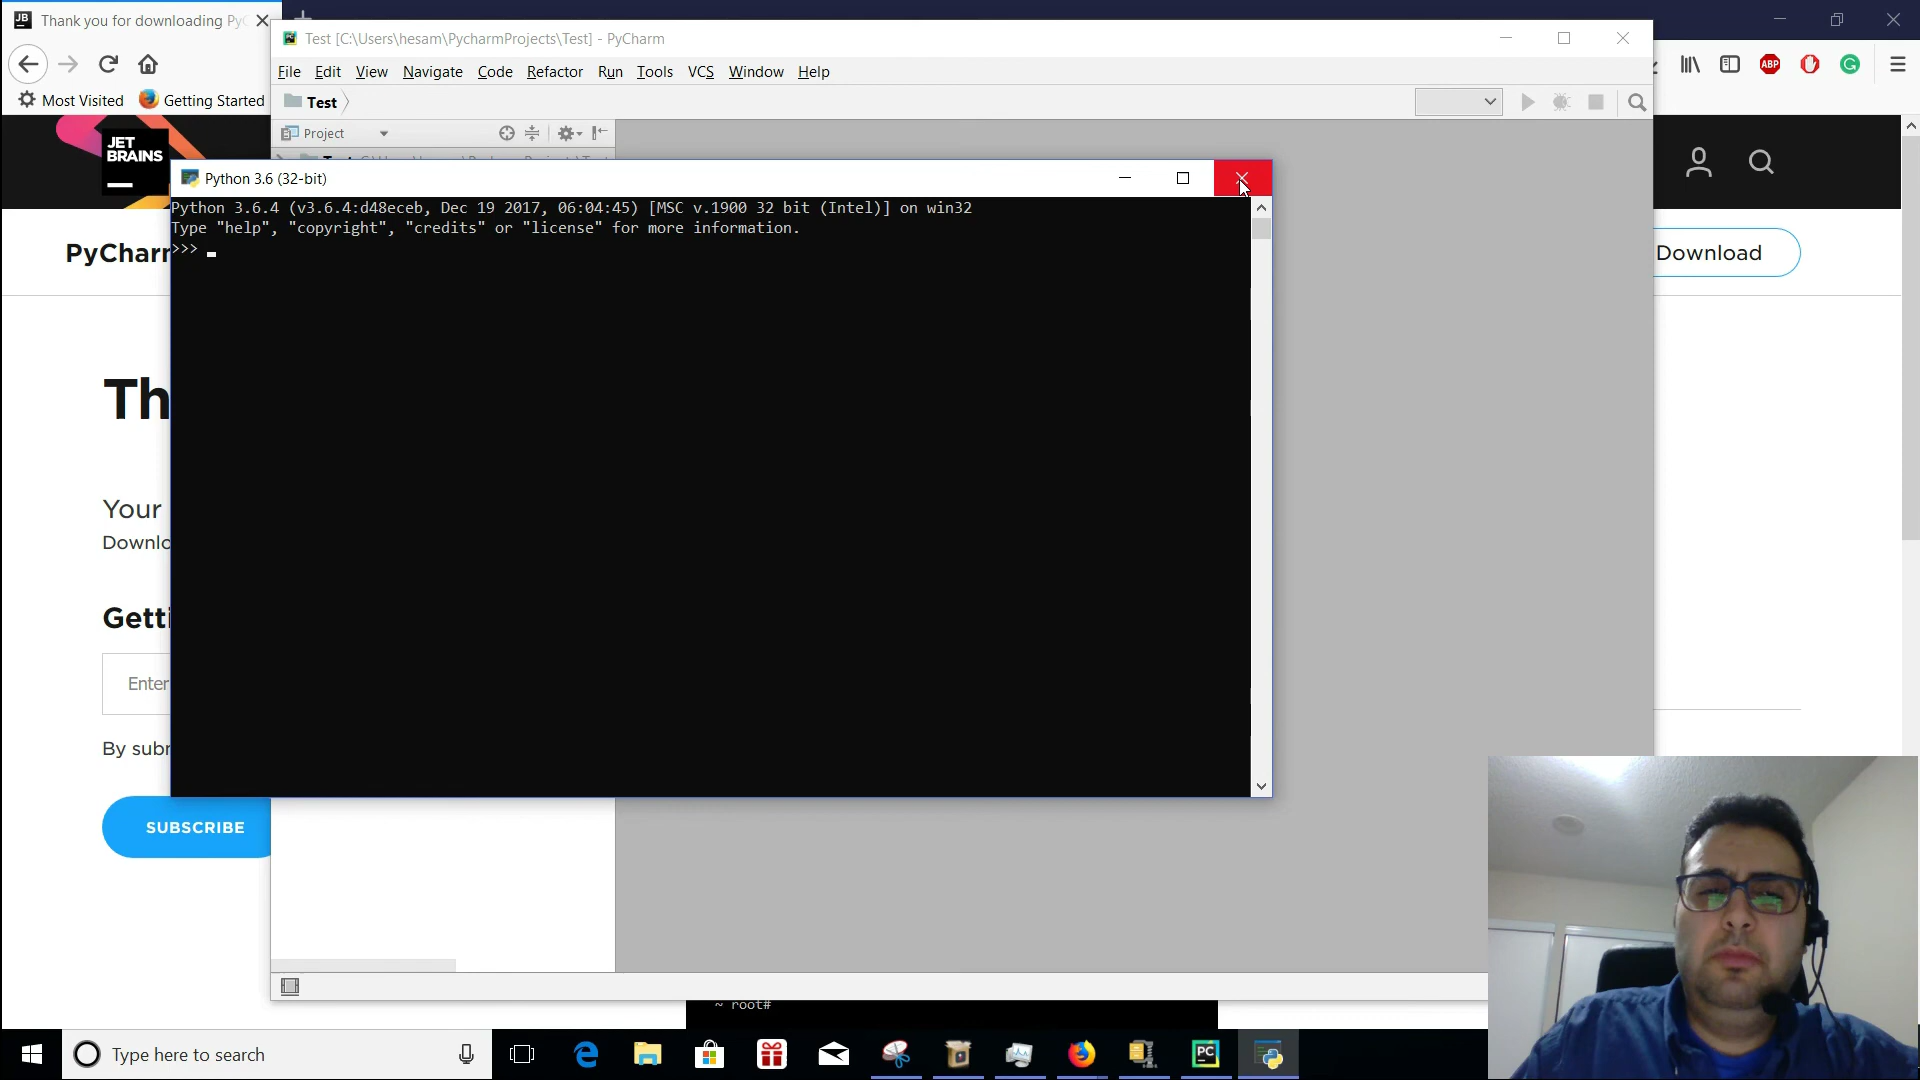 JB Thank you for downloading Py
Test [C:\Users\hesam\PycharmProjects\Test] - PyCharm
File Edit View Navigate Code Refactor Run Tools VCS Window Help
Most Visited Getting Started
Test
ABP
Project
JET
BRAINS
Python 3.6 (32-bit)
Python 3.6.4 (v3.6.4:d48eceb, Dec 19 2017, 06:04:45) [MSC v.1900 32 bit (Intel)] on win32
Type "help", "copyright", "credits" or "license" for more information.
>>>
PyChar
Download
Th
Your
Downlo
Getti
Enter
By sub
SUBSCRIBE
~ root#
Type here to search
PC